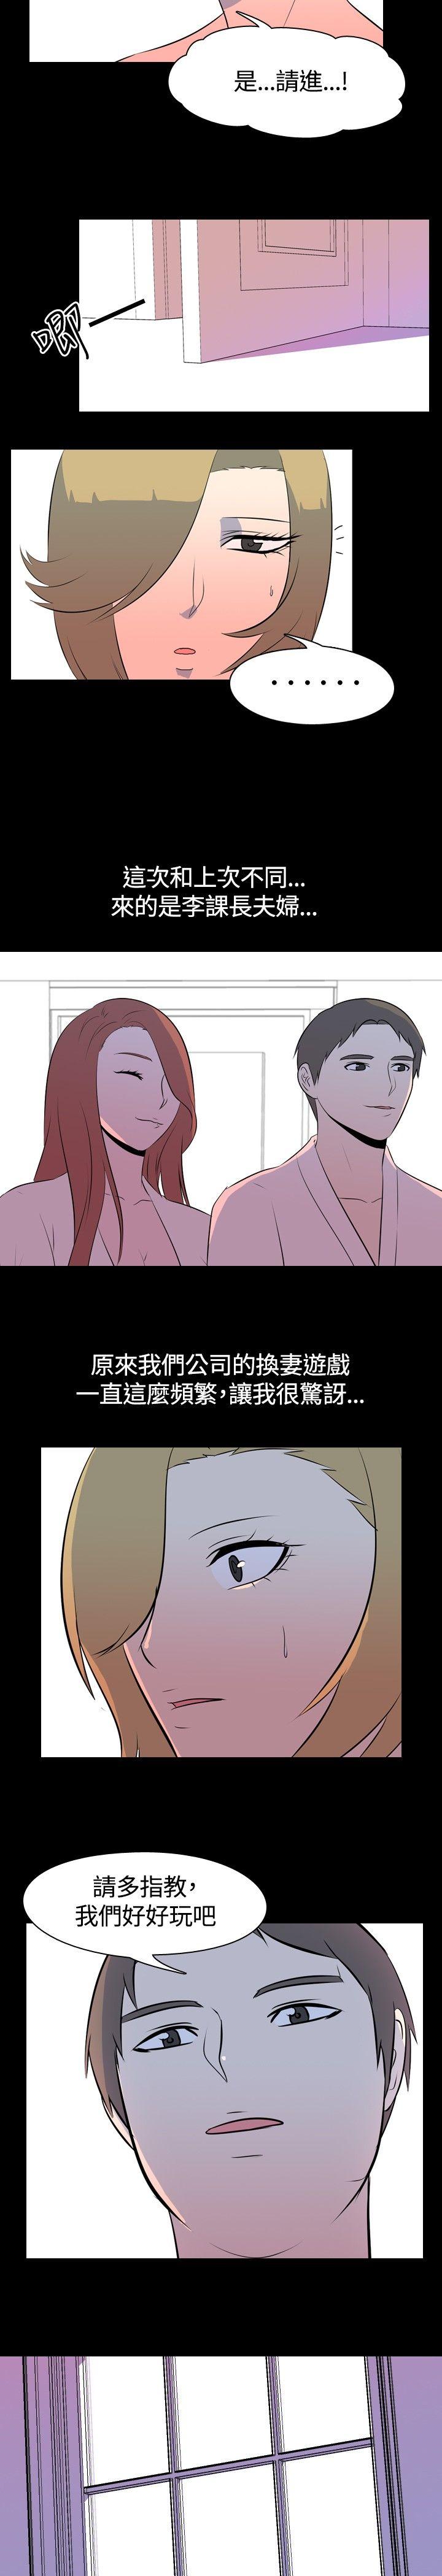 是...請進...!
唧
......
這次和上次不同...
來的是李課長夫婦...
原來我們公司的換妻遊戲
一直這麼頻繁，讓我很驚訝...
請多指教，
我們好好玩吧